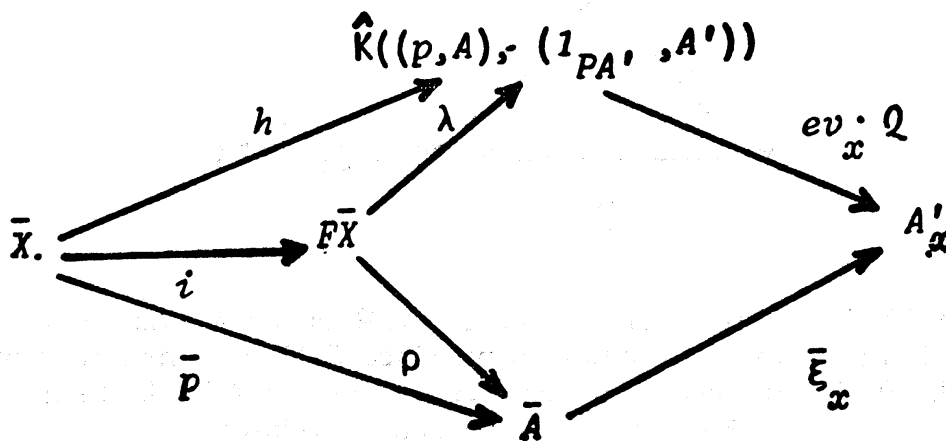 K̂((p,A),- (1_PA' ,A'))
h
λ
ev_x · Q
X̄.
i
FX̄
A'_x
p̄
ρ
ξ̄_x
Ā